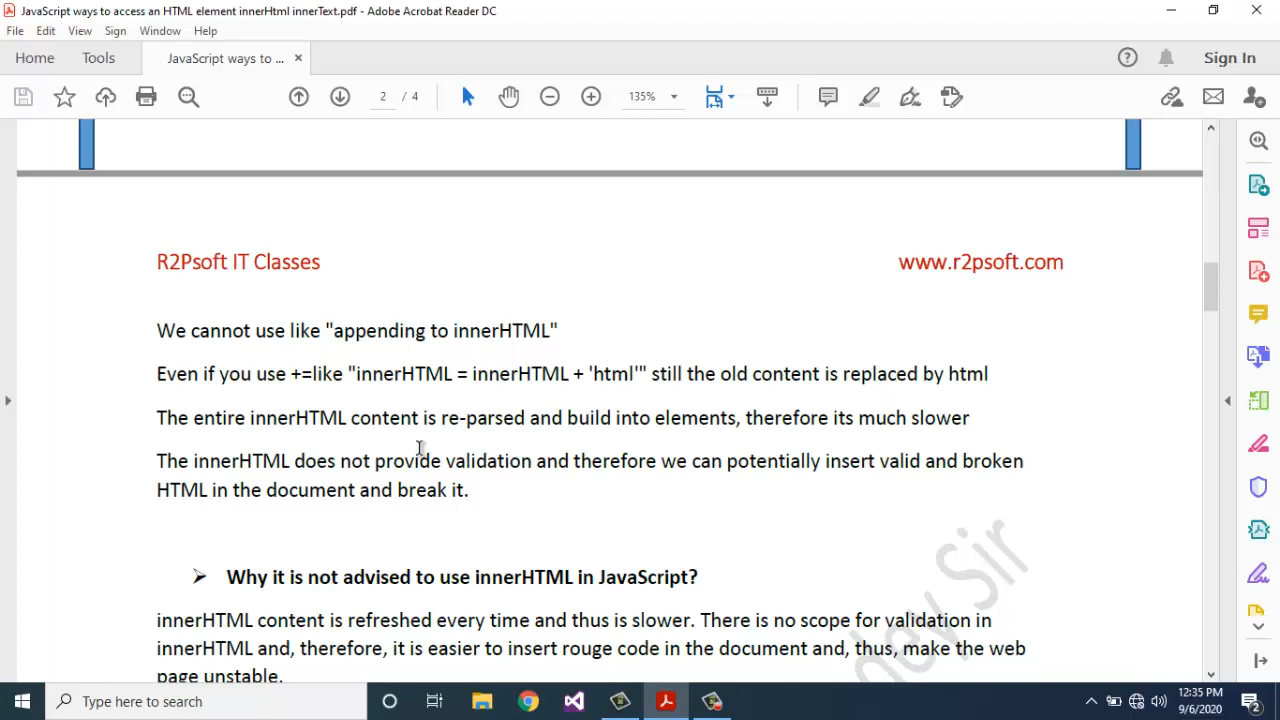 JavaScript ways to access an HTML element innerHtml innerText.pdf - Adobe Acrobat Reader DC
File Edit View Sign Window Help
Home Tools JavaScript ways to ... × Sign In
2 / 4 135%
R2Psoft IT Classes www.r2psoft.com
We cannot use like "appending to innerHTML"
Even if you use +=like "innerHTML = innerHTML + 'html'" still the old content is replaced by html
The entire innerHTML content is re-parsed and build into elements, therefore its much slower
The innerHTML does not provide validation and therefore we can potentially insert valid and broken
HTML in the document and break it.
Why it is not advised to use innerHTML in JavaScript?
innerHTML content is refreshed every time and thus is slower. There is no scope for validation in
innerHTML and, therefore, it is easier to insert rouge code in the document and, thus, make the web
page unstable.
dev Sir
Type here to search
12:35 PM
9/6/2020
2